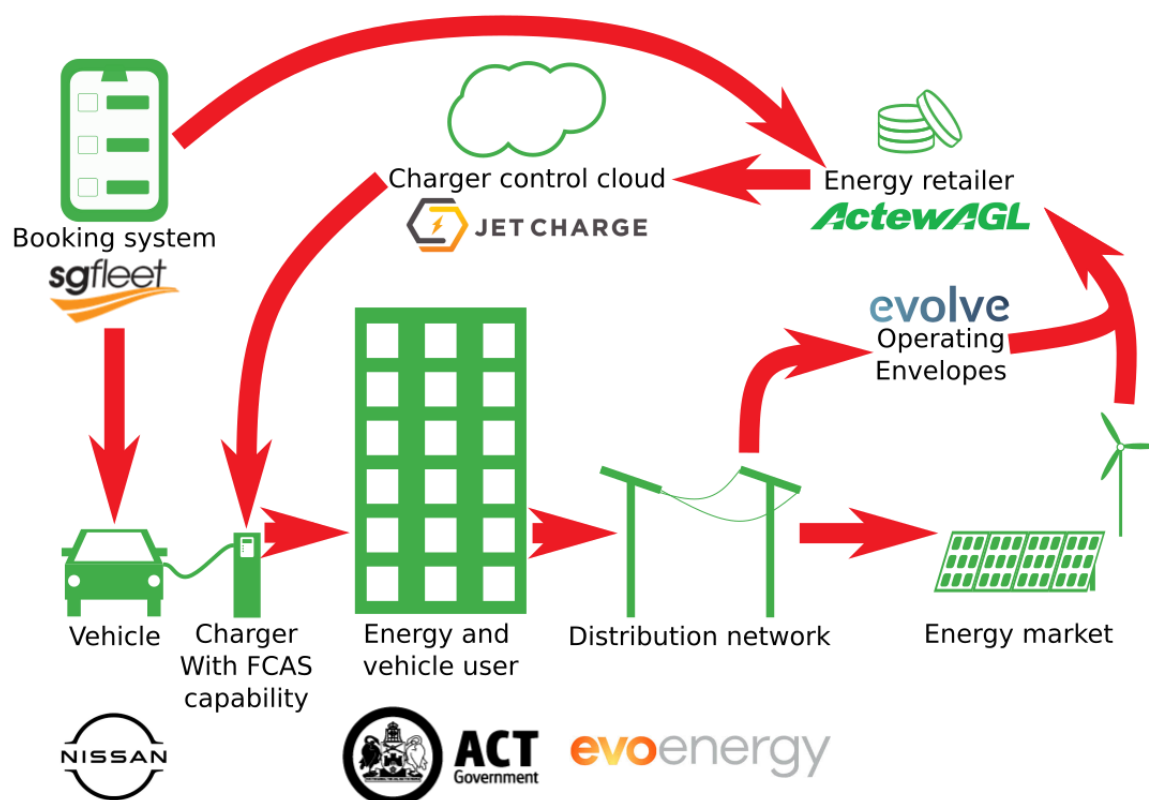 Charger control cloud
JET CHARGE
Energy retailer
ActewAGL
Booking system
sgfleet
evolve
Operating
Envelopes
Vehicle
Charger
With FCAS
capability
Energy and
vehicle user
Distribution network
Energy market
NISSAN
ACT
Government
evoenergy